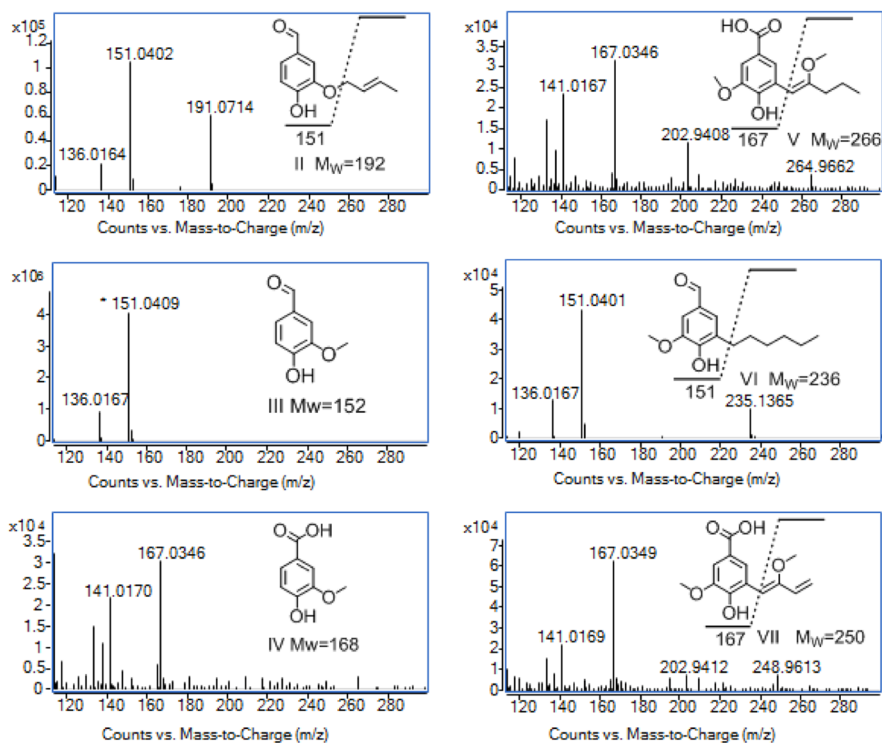 x10⁵
1.2
1
0.8
0.6
0.4
0.2
0
151.0402
191.0714
136.0164
O
O
OH
151
II Mw=192
120 140 160 180 200 220 240 260 280
Counts vs. Mass-to-Charge (m/z)
x10⁴
3.5
3
2.5
2
1.5
1
0.5
0
167.0346
141.0167
202.9408
264.9662
HO O
O
O
OH
167
V Mw=266
120 140 160 180 200 220 240 260 280
Counts vs. Mass-to-Charge (m/z)
x10⁶
4
3
2
1
0
* 151.0409
136.0167
O
O
OH
III Mw=152
120 140 160 180 200 220 240 260 280
Counts vs. Mass-to-Charge (m/z)
x10⁴
5
4
3
2
1
0
151.0401
136.0167
235.1365
O
O
OH
151
VI Mw=236
120 140 160 180 200 220 240 260 280
Counts vs. Mass-to-Charge (m/z)
x10⁴
3
2.5
2
1.5
1
0.5
0
167.0346
141.0170
O OH
O
OH
IV Mw=168
120 140 160 180 200 220 240 260 280
Counts vs. Mass-to-Charge (m/z)
x10⁴
7
6
5
4
3
2
1
0
167.0349
141.0169
202.9412
248.9613
O OH
O
O
OH
167
VII Mw=250
120 140 160 180 200 220 240 260 280
Counts vs. Mass-to-Charge (m/z)